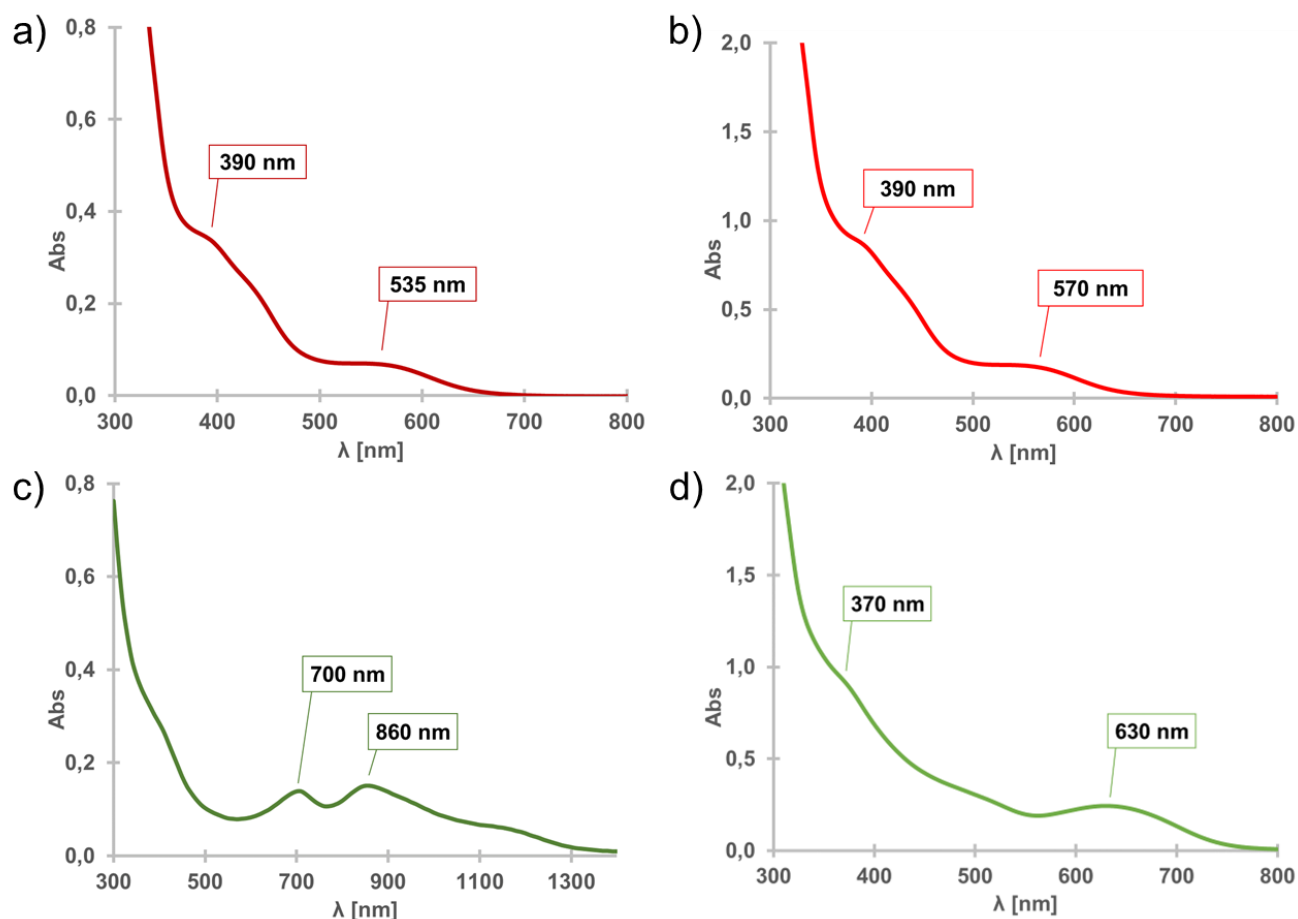 a)
0,8
0,6
0,4
0,2
0,0
Abs
390 nm
535 nm
300 400 500 600 700 800
λ [nm]
b)
2,0
1,5
1,0
0,5
0,0
Abs
390 nm
570 nm
300 400 500 600 700 800
λ [nm]
c)
0,8
0,6
0,4
0,2
0,0
Abs
700 nm
860 nm
300 500 700 900 1100 1300
λ [nm]
d)
2,0
1,5
1,0
0,5
0,0
Abs
370 nm
630 nm
300 400 500 600 700 800
λ [nm]